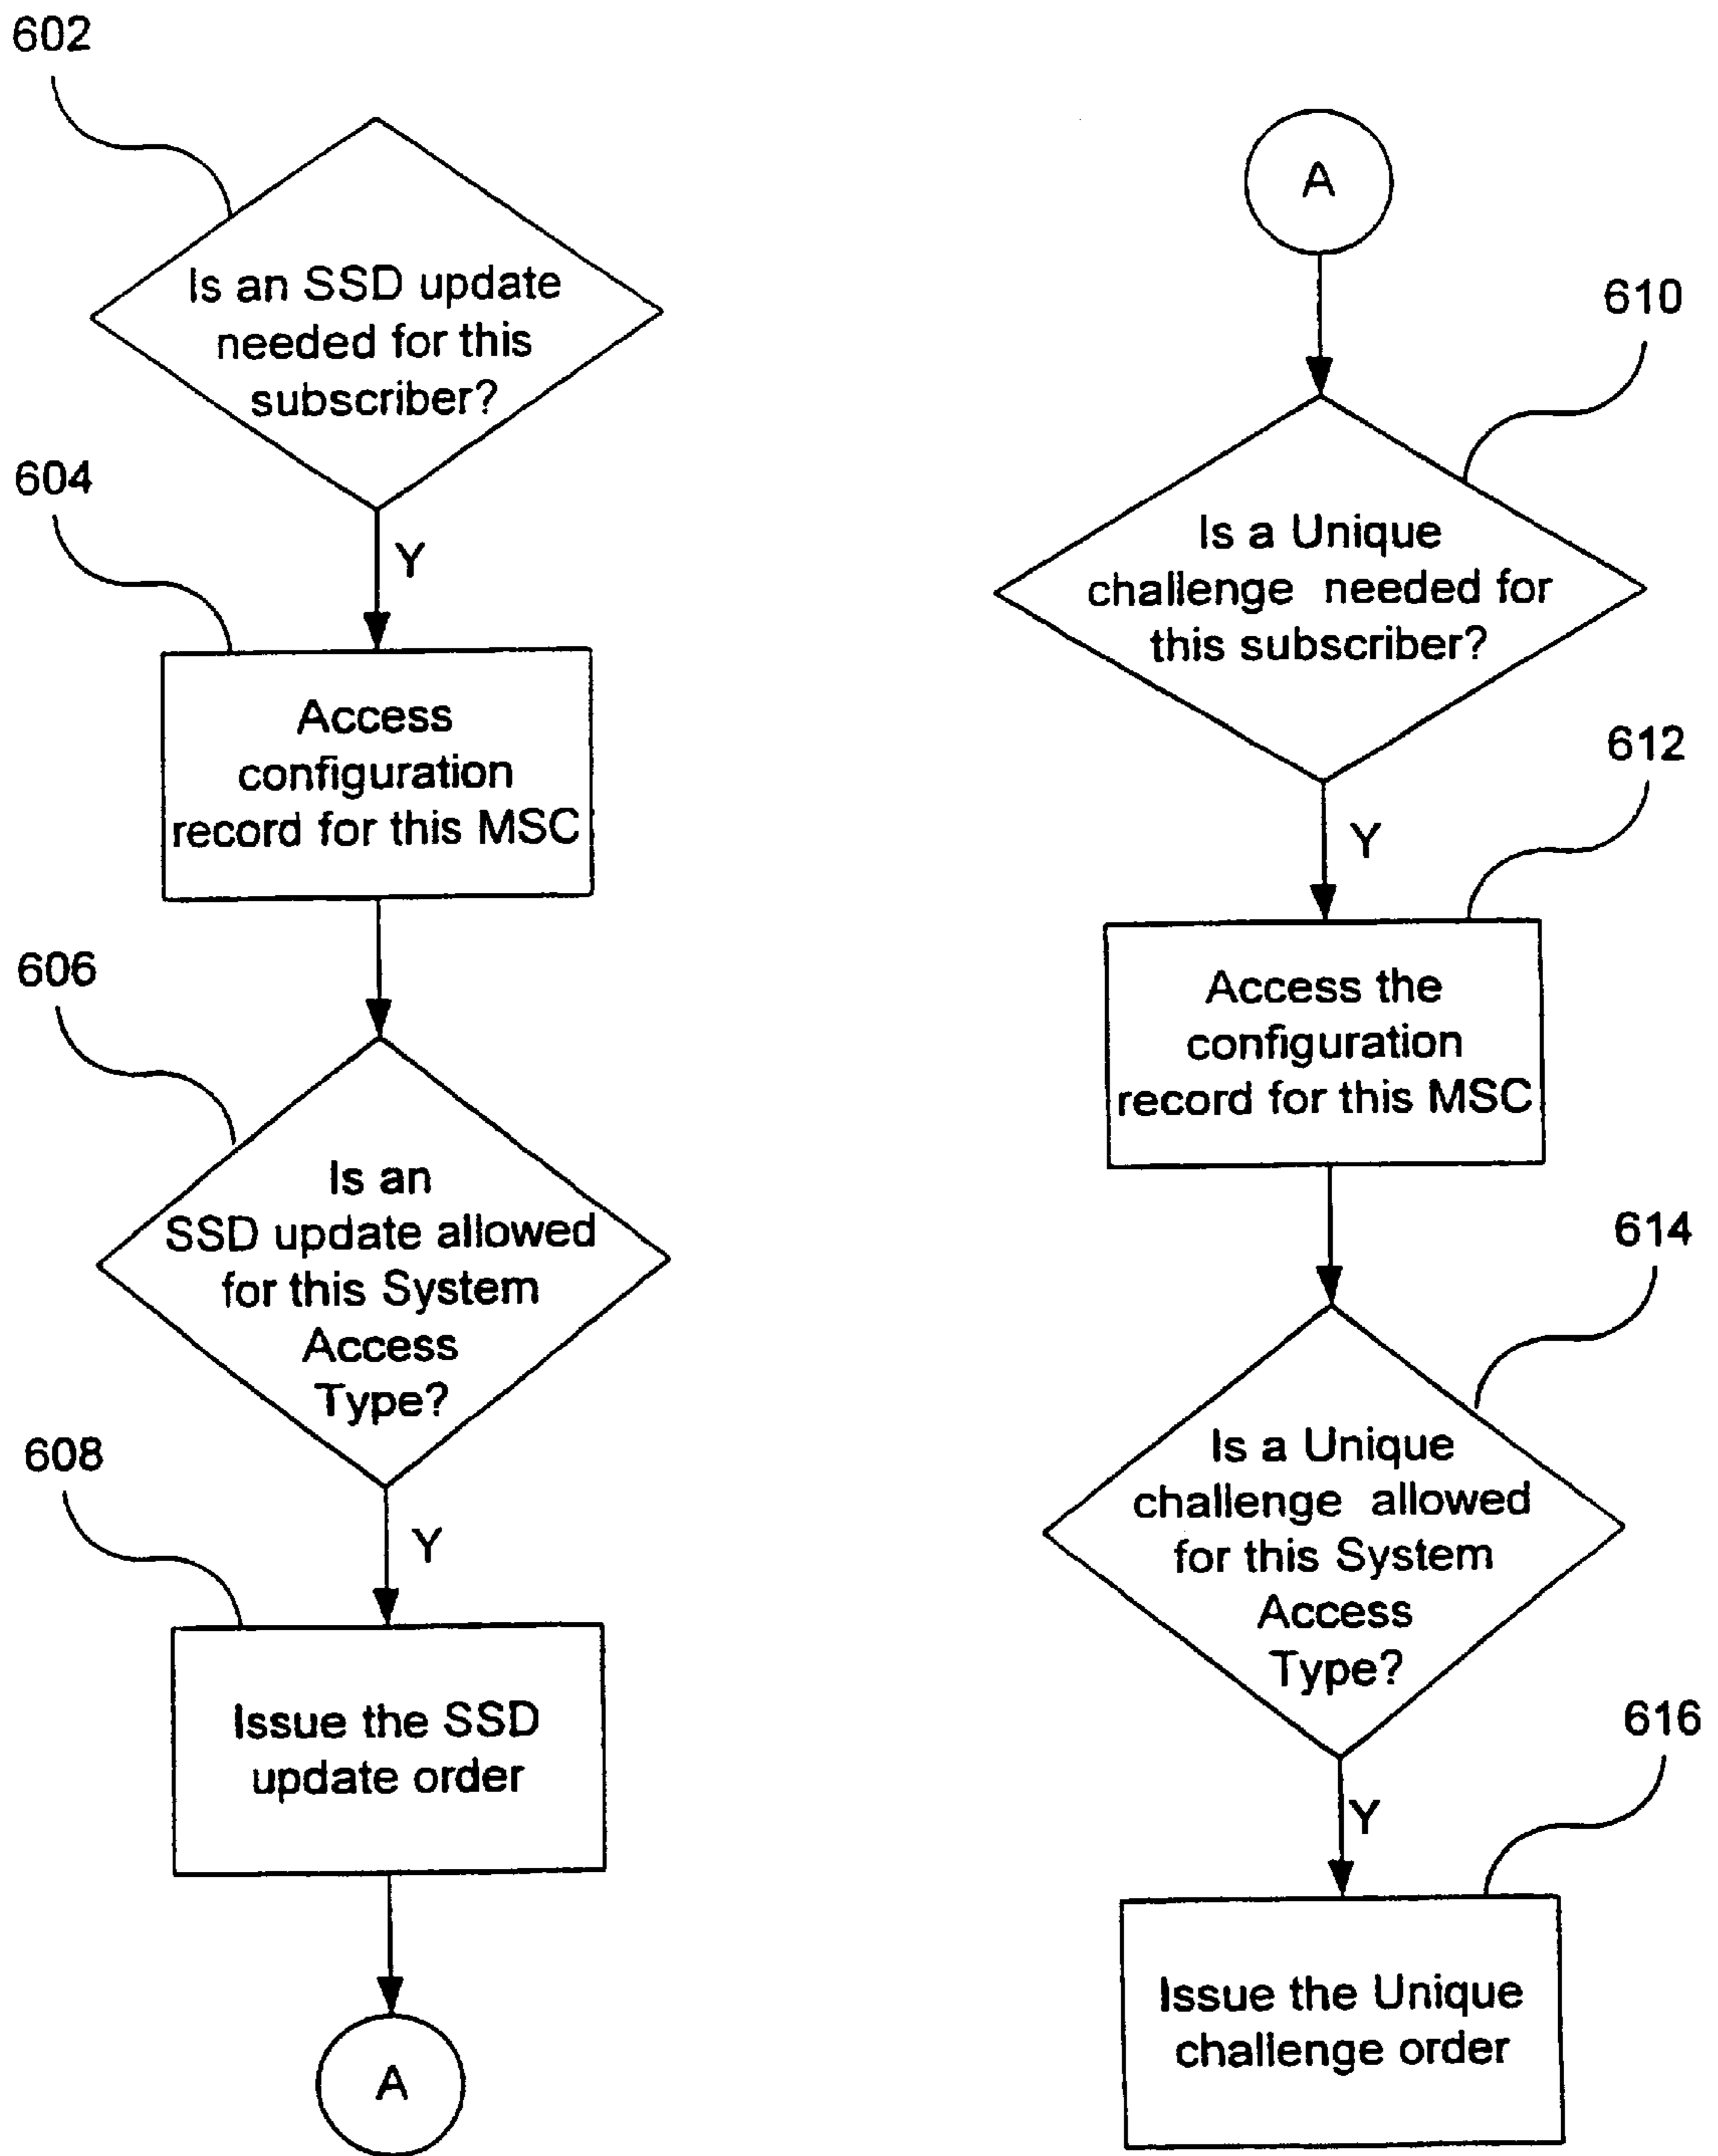 602
Is an SSD update
needed for this
subscriber?
604
Y
Access
configuration
record for this MSC
606
Is an
SSD update allowed
for this System
Access
Type?
608
Y
Issue the SSD
update order
A
A
610
Is a Unique
challenge needed for
this subscriber?
612
Y
Access the
configuration
record for this MSC
614
Is a Unique
challenge allowed
for this System
Access
Type?
616
Y
Issue the Unique
challenge order